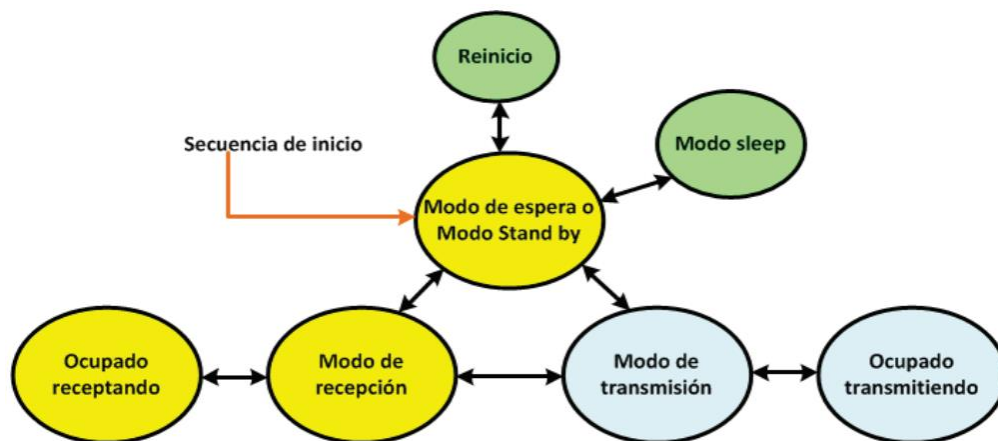 Reinicio
Secuencia de inicio
Modo sleep
Modo de espera o
Modo Stand by
Ocupado
receptando
Modo de
recepción
Modo de
transmisión
Ocupado
transmitiendo